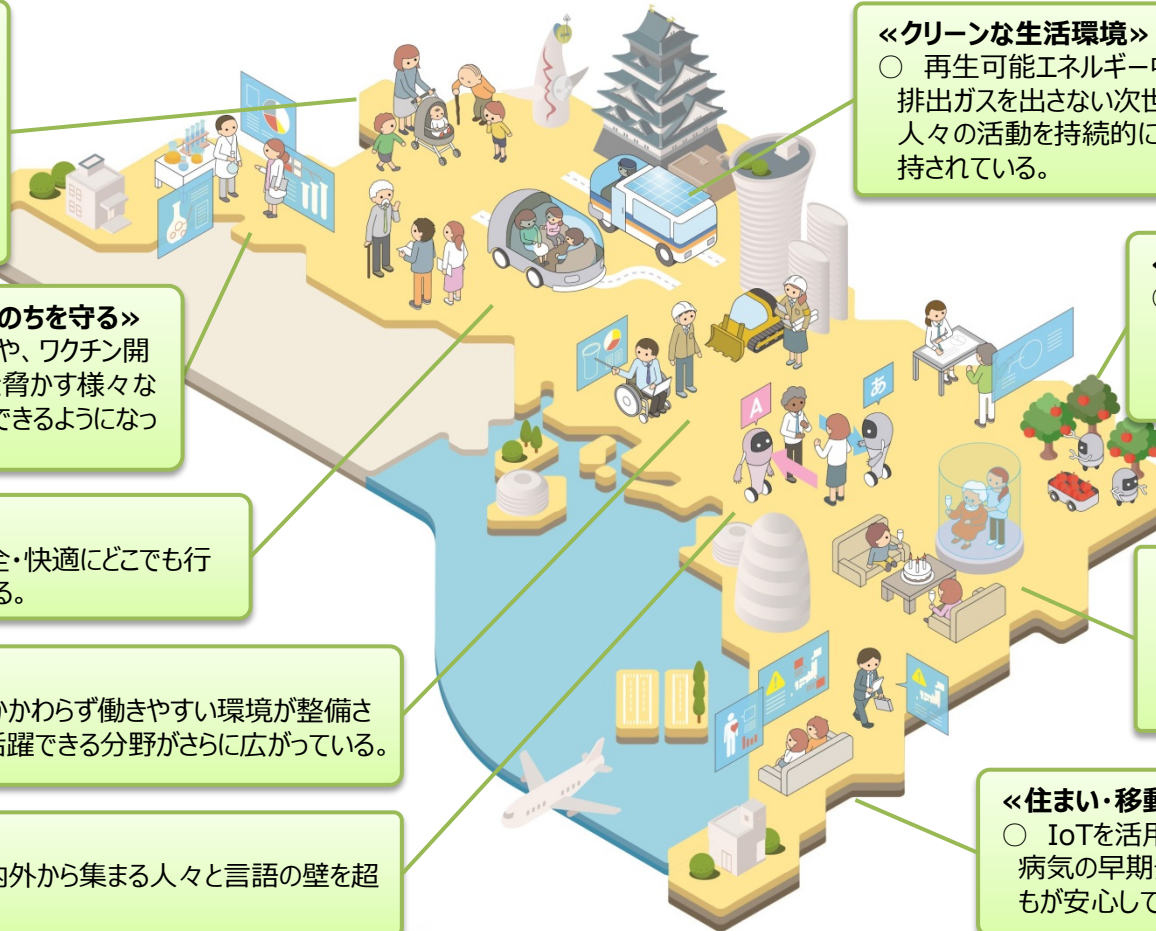 «クリーンな生活環境»
○ 再生可能エネルギー
排出ガスを出さない次世
人々の活動を持続的に
持されている。
のちを守る»
や、ワクチン開
脅かす様々な
できるようになっ
全・快適にどこでも行
る。
かかわらず働きやすい環境が整備さ
活躍できる分野がさらに広がっている。
内外から集まる人々と言語の壁を超
A
あ
«住まい・移動
○ IoTを活用
病気の早期
もが安心して